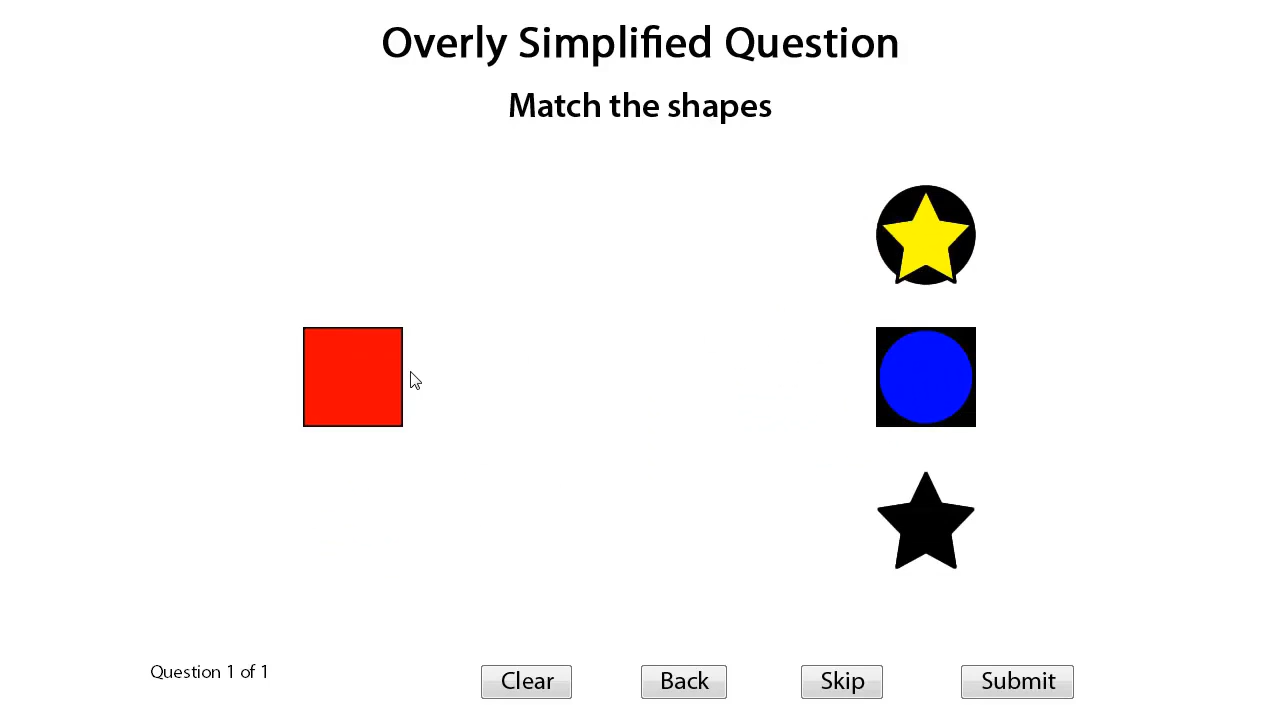 Overly Simplified Question
Match the shapes
Question 1 of 1
Clear
Back
Skip
Submit